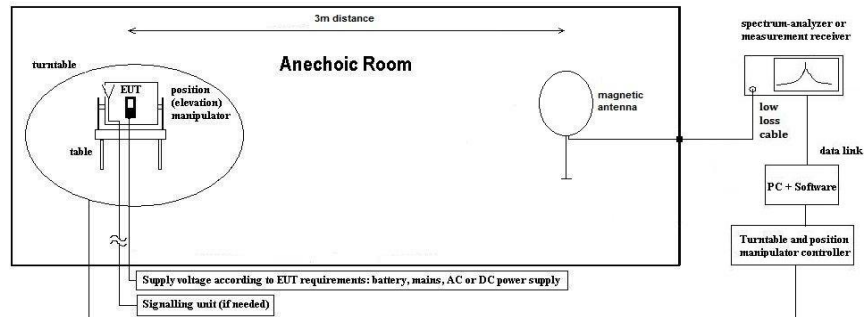 3m distance
Anechoic Room
turntable
EUT
position
(elevation)
manipulator
table
magnetic
antenna
spectrum-analyzer or
measurement receiver
low
loss
cable
data link
PC + Software
Turntable and position
manipulator controller
Supply voltage according to EUT requirements: battery, mains, AC or DC power supply
Signalling unit (if needed)